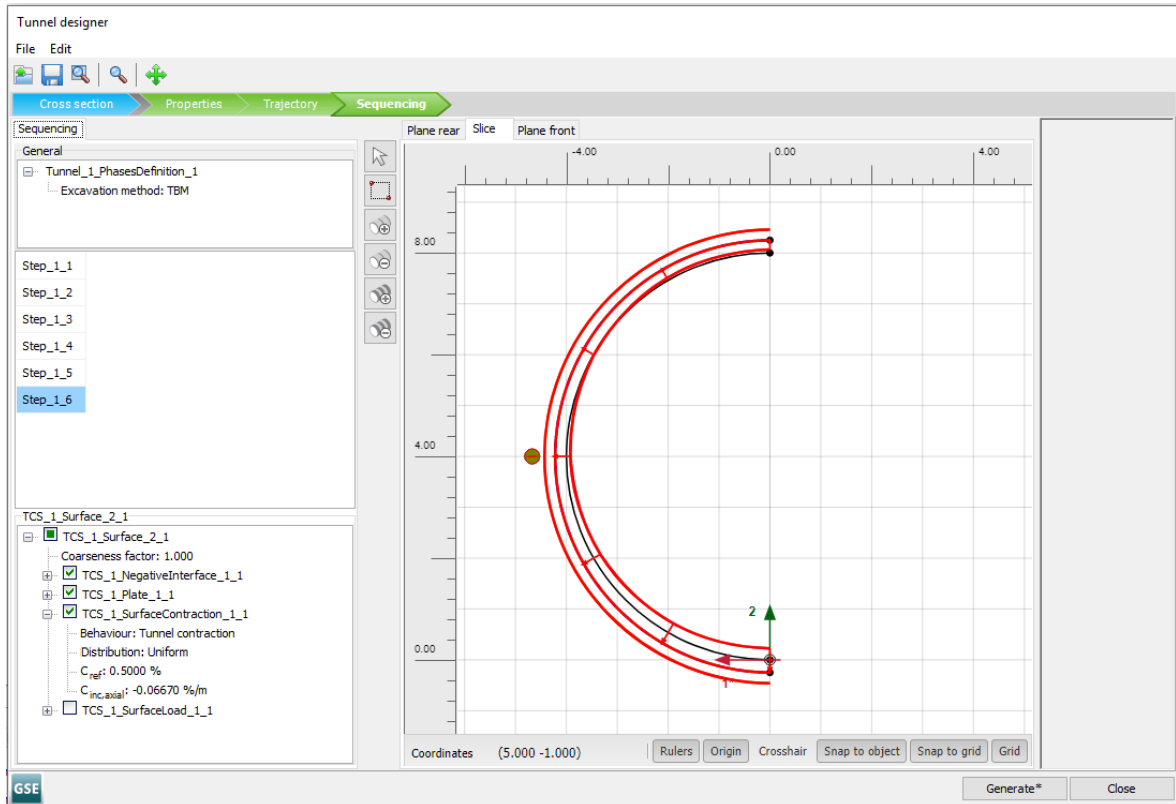 Tunnel designer
File Edit
Cross section Properties Trajectory Sequencing
Sequencing
Plane rear Slice Plane front
General
Tunnel_1_PhasesDefinition_1
Excavation method: TBM
Step_1_1
Step_1_2
Step_1_3
Step_1_4
Step_1_5
Step_1_6
TCS_1_Surface_2_1
TCS_1_Surface_2_1
Coarseness factor: 1.000
TCS_1_NegativeInterface_1_1
TCS_1_Plate_1_1
TCS_1_SurfaceContraction_1_1
Behaviour: Tunnel contraction
Distribution: Uniform
Cref: 0.5000 %
Cinc,axial: -0.06670 %/m
TCS_1_SurfaceLoad_1_1
-4.00 0.00 4.00
8.00
4.00
0.00
2
1
Coordinates (5.000 -1.000) Rulers Origin Crosshair Snap to object Snap to grid Grid
GSE
Generate* Close